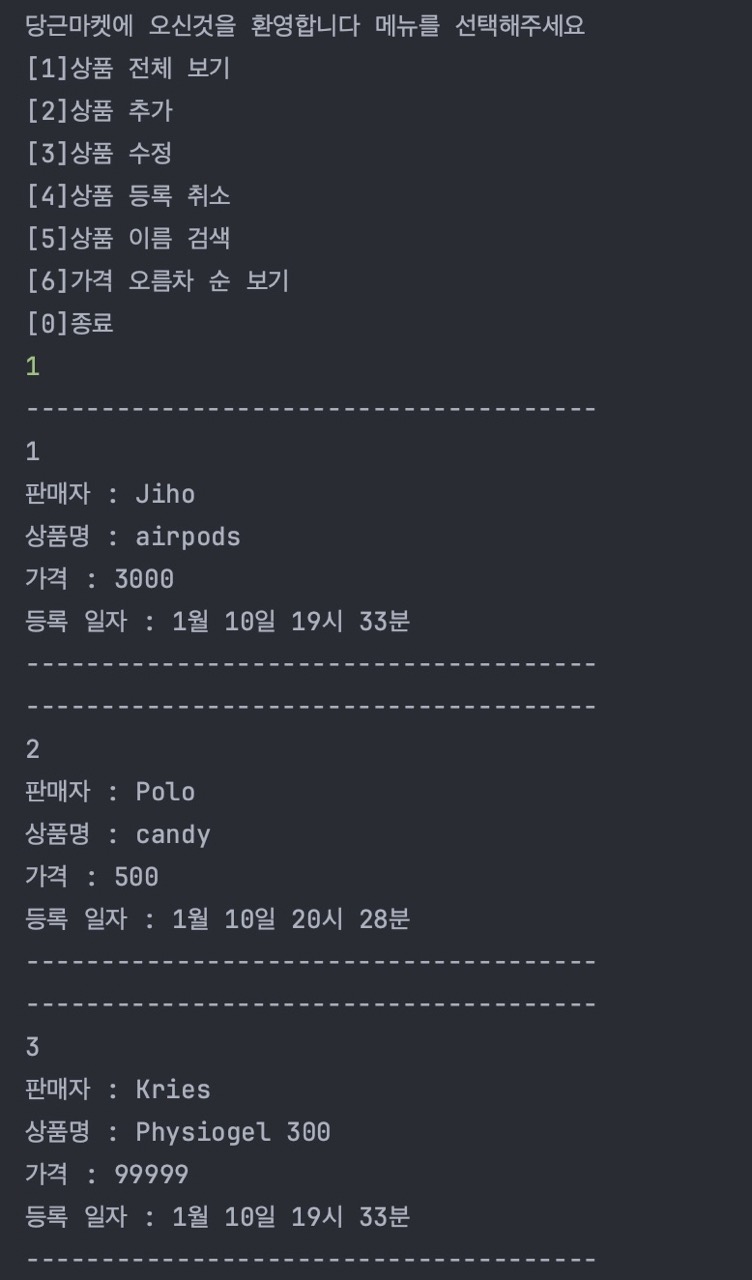 당근마켓에 오신것을 환영합니다 메뉴를 선택해주세요
[1]상품 전체 보기
[2]상품 추가
[3]상품 수정
[4]상품 등록 취소
[5]상품 이름 검색
[6]가격 오름차 순 보기
[0]종료
1
--------------------------------------
1
판매자 : Jiho
상품명 : airpods
가격 : 3000
등록 일자 : 1월 10일 19시 33분
--------------------------------------
--------------------------------------
2
판매자 : Polo
상품명 : candy
가격 : 500
등록 일자 : 1월 10일 20시 28분
--------------------------------------
--------------------------------------
3
판매자 : Kries
상품명 : Physiogel 300
가격 : 99999
등록 일자 : 1월 10일 19시 33분
--------------------------------------